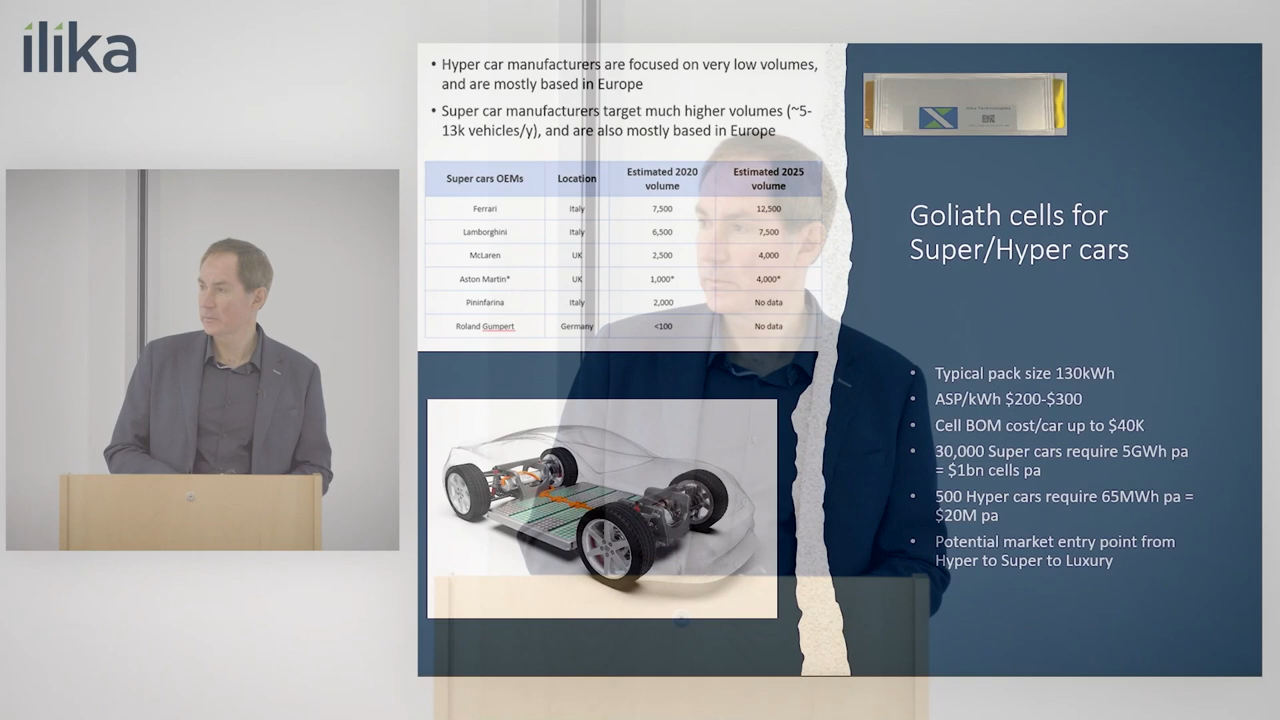 ilika
• Hyper car manufacturers are focused on very low volumes,
and are mostly based in Europe
• Super car manufacturers target much higher volumes (~5-
13k vehicles/y), and are also mostly based in Europe
Super cars OEMs Location Estimated 2020 volume Estimated 2025 volume
Ferrari Italy 7,500 12,500
Lamborghini Italy 6,500 7,500
McLaren UK 2,500 4,000
Aston Martin* UK 1,000* 4,000*
Pininfarina Italy 2,000 No data
Roland Gumpert Germany <100 No data
Goliath cells for
Super/Hyper cars
• Typical pack size 130kWh
• ASP/kWh $200-$300
• Cell BOM cost/car up to $40K
• 30,000 Super cars require 5GWh pa
= $1bn cells pa
• 500 Hyper cars require 65MWh pa =
$20M pa
• Potential market entry point from
Hyper to Super to Luxury